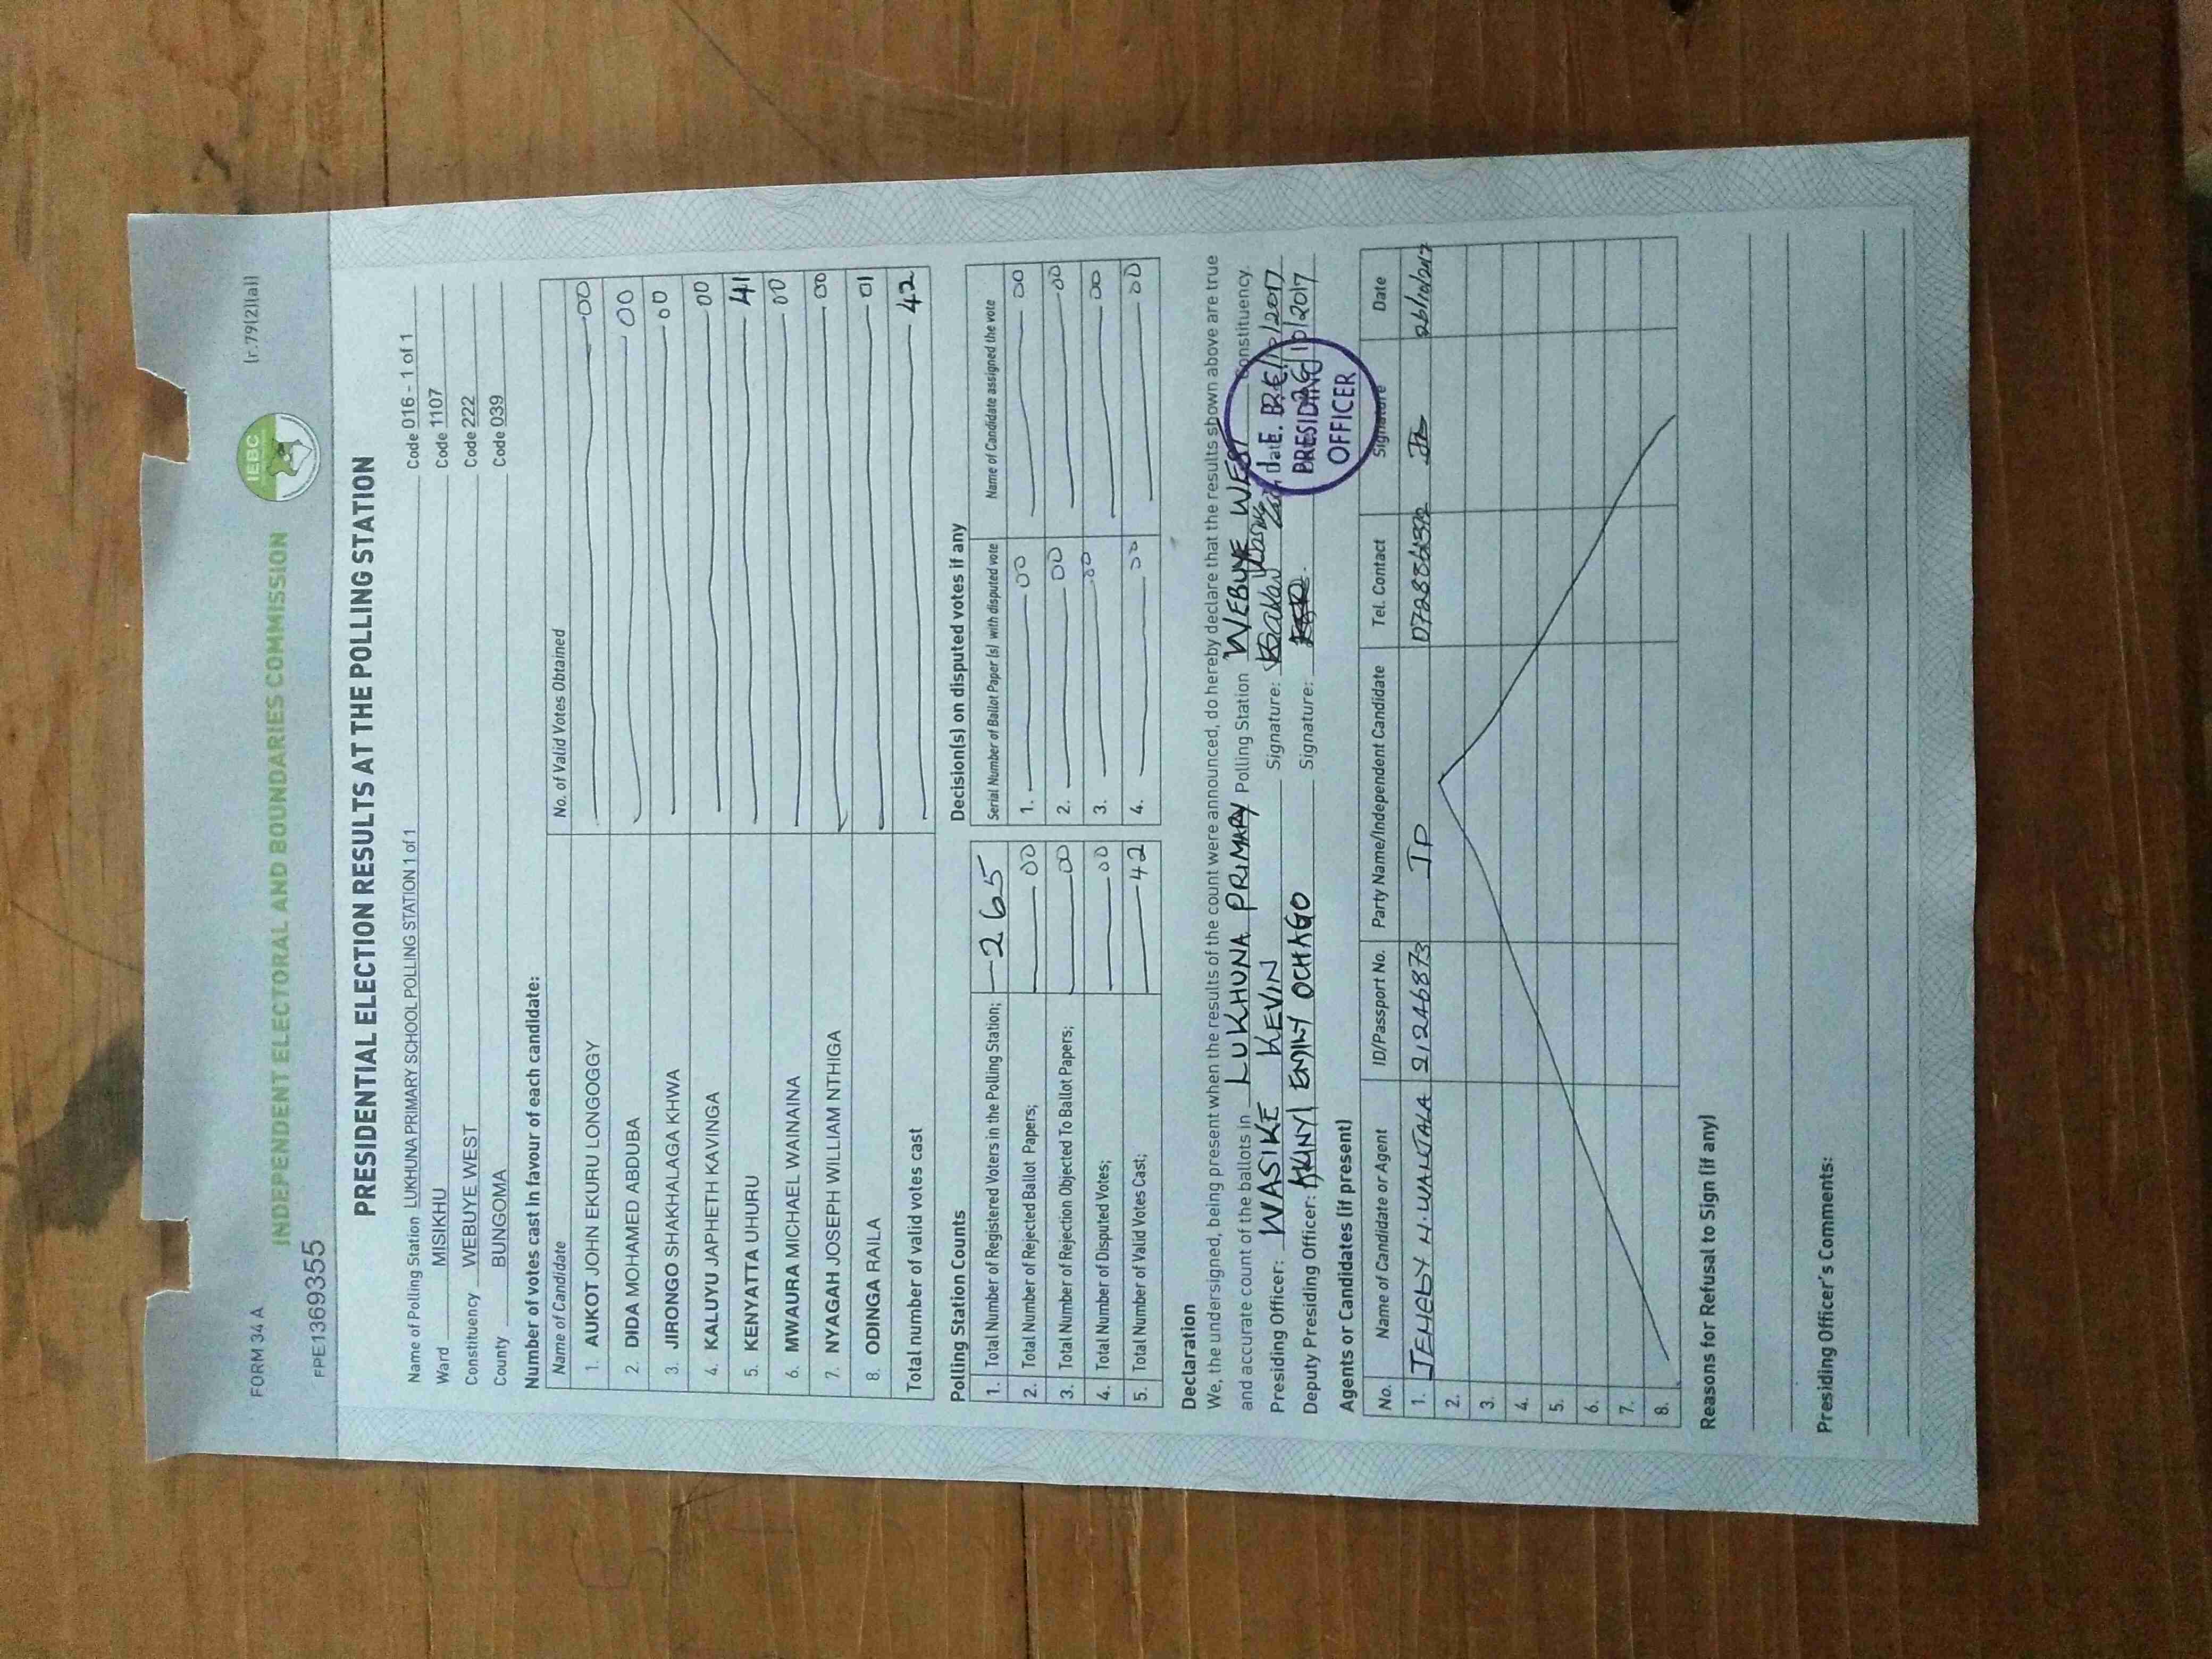 FORM 34 A
(r.79(2)(a))
INDEPENDENT ELECTORAL AND BOUNDARIES COMMISSION
IEBC
FPE1369355
PRESIDENTIAL ELECTION RESULTS AT THE POLLING STATION
Name of Polling Station LUKHUNA PRIMARY SCHOOL POLLING STATION 1 of 1 Code 016 - 1 of 1
Ward MISIKHU Code 1107
Constituency WEBUYE WEST Code 222
County BUNGOMA Code 039
Number of votes cast in favour of each candidate:
Name of Candidate No. of Valid Votes Obtained
1. AUKOT JOHN EKURU LONGOGGY 00
2. DIDA MOHAMED ABDUBA 00
3. JIRONGO SHAKHALAGA KHWA 00
4. KALUYU JAPHETH KAVINGA 00
5. KENYATTA UHURU 41
6. MWAURA MICHAEL WAINAINA 00
7. NYAGAH JOSEPH WILLIAM NTHIGA 00
8. ODINGA RAILA 01
Total number of valid votes cast 42
Polling Station Counts
1. Total Number of Registered Voters in the Polling Station; 265
2. Total Number of Rejected Ballot Papers; 00
3. Total Number of Rejection Objected To Ballot Papers; 00
4. Total Number of Disputed Votes; 00
5. Total Number of Valid Votes Cast; 42
Decision(s) on disputed votes if any
Serial Number of Ballot Paper (s) with disputed vote Name of Candidate assigned the vote
1. 00 00
2. 00 00
3. 00 00
4. 00 00
Declaration
We, the undersigned, being present when the results of the count were announced, do hereby declare that the results shown above are true
and accurate count of the ballots in LUKHUNA PRIMARY Polling Station WEBUYE WEST Constituency.
Presiding Officer: WASIKE KEVIN Signature: Date
Deputy Presiding Officer: AKINYI EMILY OCHAGO Signature: 10/2017
PRESIDING
OFFICER
Agents or Candidates (if present)
No. Name of Candidate or Agent ID/Passport No. Party Name/Independent Candidate Tel. Contact Signature Date
1. N. 21246873 JP 26/10/2017
2.
3.
4.
5.
6.
7.
8.
Reasons for Refusal to Sign (if any)
Presiding Officer's Comments: